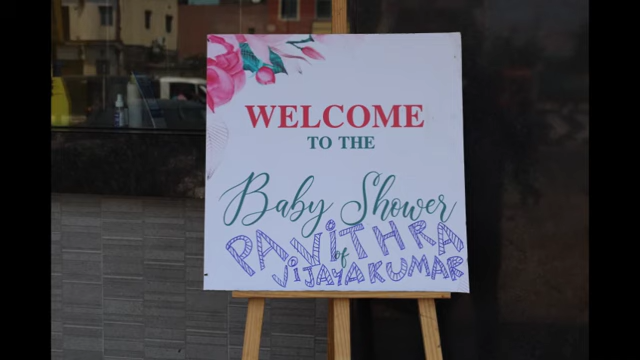 WELCOME
TO THE
Baby Shower
of
PAViTHRA
ViJAYAKUMAR